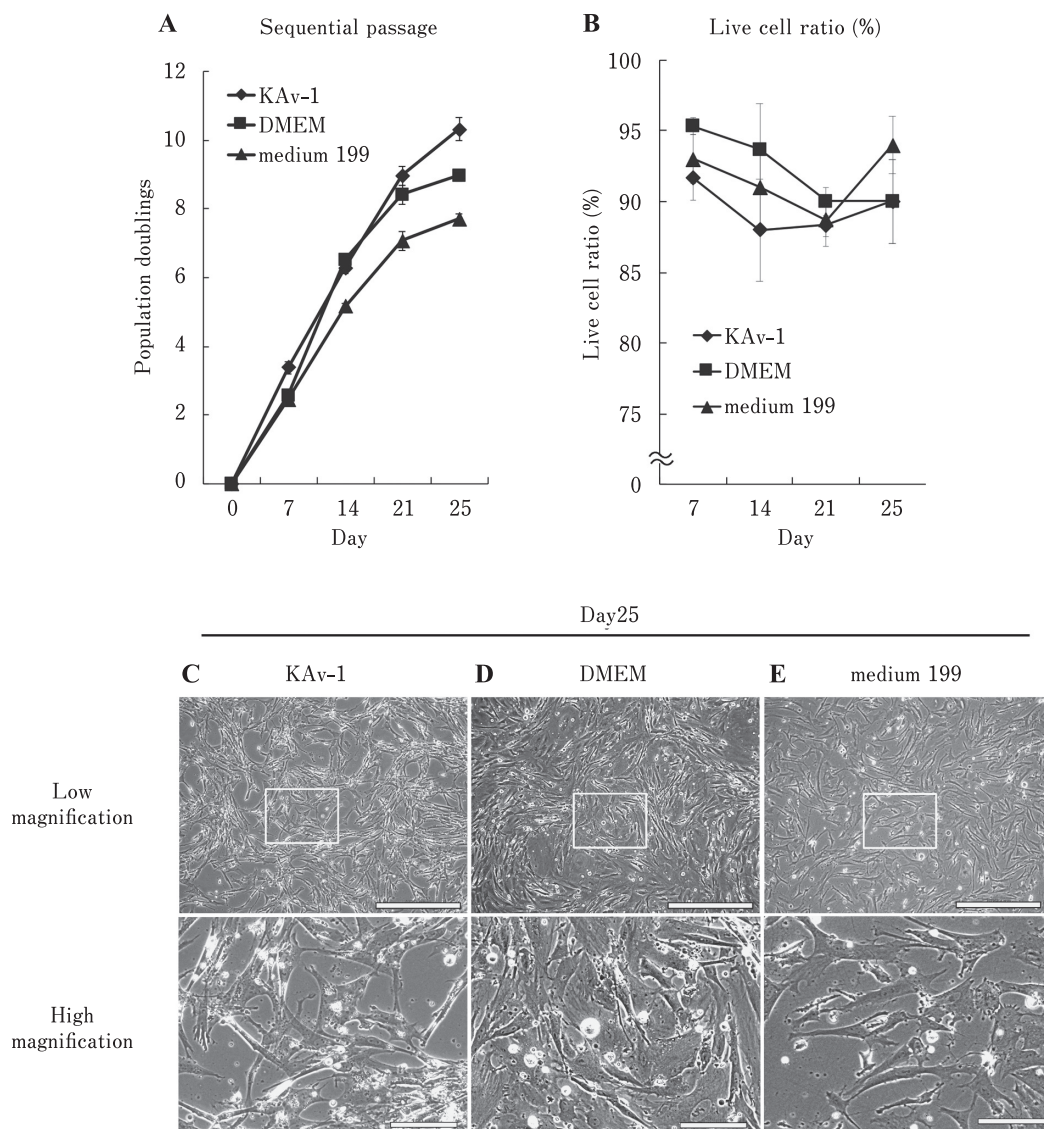 A Sequential passage
12
10
8
6
4
2
0
Population doublings
KAv-1
DMEM
medium 199
0 7 14 21 25
Day
B Live cell ratio (%)
100
95
90
85
80
75
0
Live cell ratio (%)
KAv-1
DMEM
medium 199
7 14 21 25
Day
Day25
C KAv-1 D DMEM E medium 199
Low
magnification
High
magnification